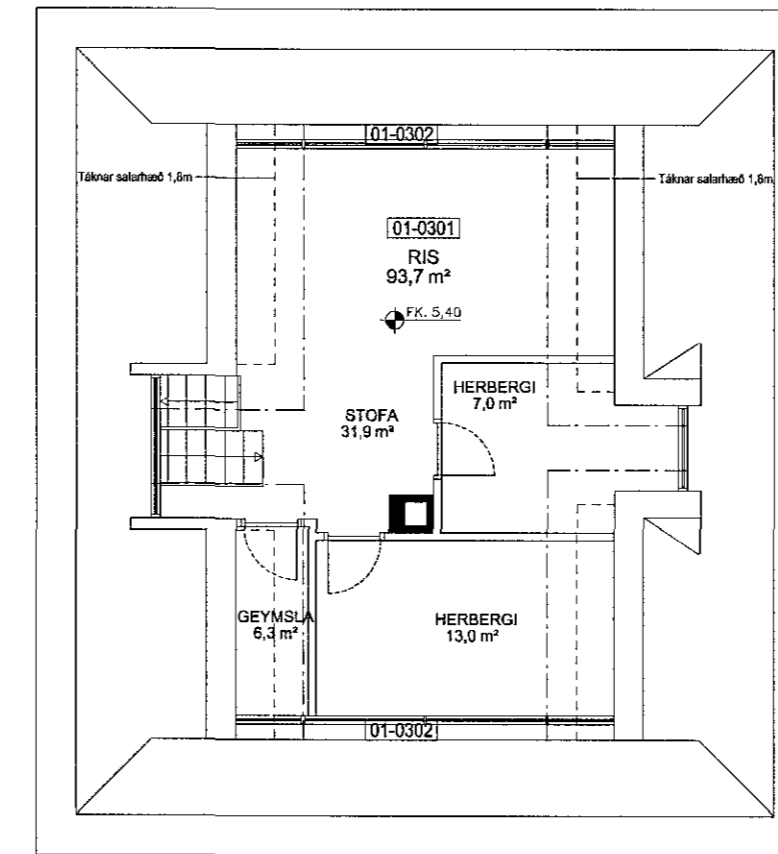 01-0302
Táknar salarhæð 1,8m
Táknar salarhæð 1,8m
01-0301
RIS
93,7 m²
FK. 5,40
HERBERGI
7,0 m²
STOFA
31,9 m²
GEYMSLA
6,3 m²
HERBERGI
13,0 m²
01-0302